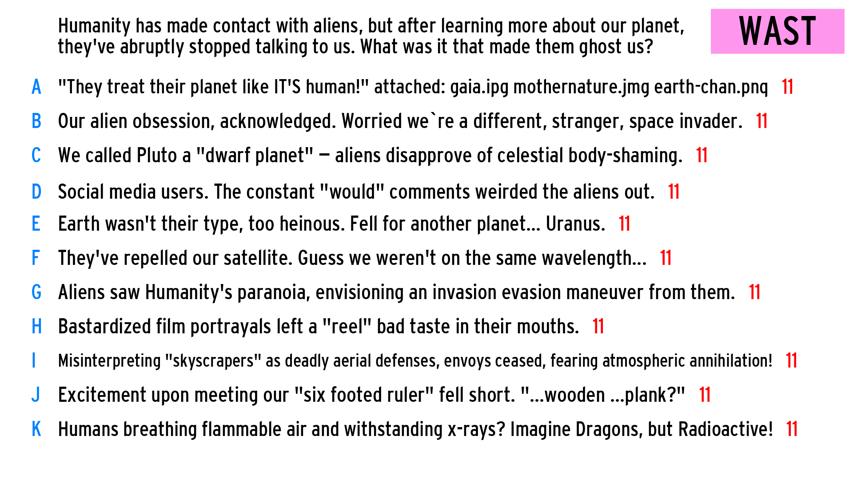 Humanity has made contact with aliens, but after learning more about our planet,
they've abruptly stopped talking to us. What was it that made them ghost us?
WAST
A "They treat their planet like IT'S human!" attached: gaia.ipg mothernature.jmg earth-chan.pnq 11
B Our alien obsession, acknowledged. Worried we`re a different, stranger, space invader. 11
C We called Pluto a "dwarf planet" – aliens disapprove of celestial body-shaming. 11
D Social media users. The constant "would" comments weirded the aliens out. 11
E Earth wasn't their type, too heinous. Fell for another planet... Uranus. 11
F They've repelled our satellite. Guess we weren't on the same wavelength... 11
G Aliens saw Humanity's paranoia, envisioning an invasion evasion maneuver from them. 11
H Bastardized film portrayals left a "reel" bad taste in their mouths. 11
I Misinterpreting "skyscrapers" as deadly aerial defenses, envoys ceased, fearing atmospheric annihilation! 11
J Excitement upon meeting our "six footed ruler" fell short. "...wooden ...plank?" 11
K Humans breathing flammable air and withstanding x-rays? Imagine Dragons, but Radioactive! 11